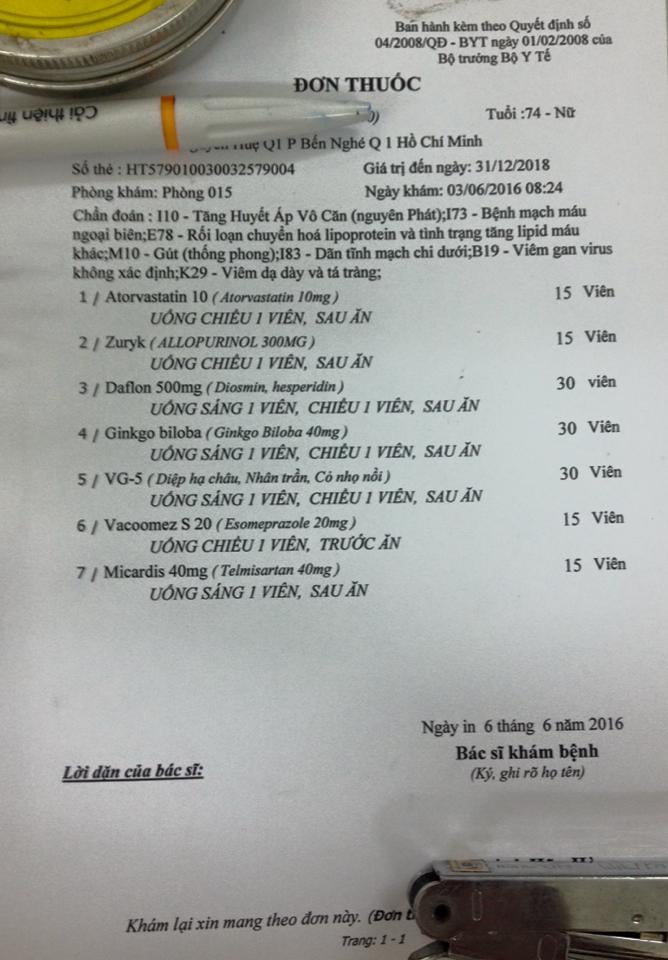 Ban hành kèm theo Quyết định số
04/2008/QĐ - BYT ngày 01/02/2008 của
Bộ trưởng Bộ Y Tế
ĐƠN THUỐC
Cải thiện
Tuổi :74 - Nữ
Huệ Q1 P Bến Nghé Q 1 Hồ Chí Minh
Số thẻ : HT579010030032579004 Giá trị đến ngày: 31/12/2018
Phòng khám: Phòng 015 Ngày khám: 03/06/2016 08:24
Chẩn đoán : I10 - Tăng Huyết Áp Vô Căn (nguyên Phát);I73 - Bệnh mạch máu
ngoại biên;E78 - Rối loạn chuyển hoá lipoprotein và tình trạng tăng lipid máu
khác;M10 - Gút (thống phong);I83 - Dãn tĩnh mạch chi dưới;B19 - Viêm gan virus
không xác định;K29 - Viêm dạ dày và tá tràng;
1 / Atorvastatin 10 (Atorvastatin 10mg) 15 Viên
UỐNG CHIỀU 1 VIÊN, SAU ĂN
2 / Zuryk (ALLOPURINOL 300MG) 15 Viên
UỐNG CHIỀU 1 VIÊN, SAU ĂN
3 / Daflon 500mg (Diosmin, hesperidin) 30 viên
UỐNG SÁNG 1 VIÊN, CHIỀU 1 VIÊN, SAU ĂN
4 / Ginkgo biloba (Ginkgo Biloba 40mg) 30 Viên
UỐNG SÁNG 1 VIÊN, CHIỀU 1 VIÊN, SAU ĂN
5 / VG-5 (Diệp hạ châu, Nhân trần, Cỏ nhọ nồi) 30 Viên
UỐNG SÁNG 1 VIÊN, CHIỀU 1 VIÊN, SAU ĂN
6 / Vacoomez S 20 (Esomeprazole 20mg) 15 Viên
UỐNG CHIỀU 1 VIÊN, TRƯỚC ĂN
7 / Micardis 40mg (Telmisartan 40mg) 15 Viên
UỐNG SÁNG 1 VIÊN, SAU ĂN
Ngày in 6 tháng 6 năm 2016
Bác sĩ khám bệnh
Lời dặn của bác sĩ: (Ký, ghi rõ họ tên)
Khám lại xin mang theo đơn này. (Đơn
Trang: 1 - 1